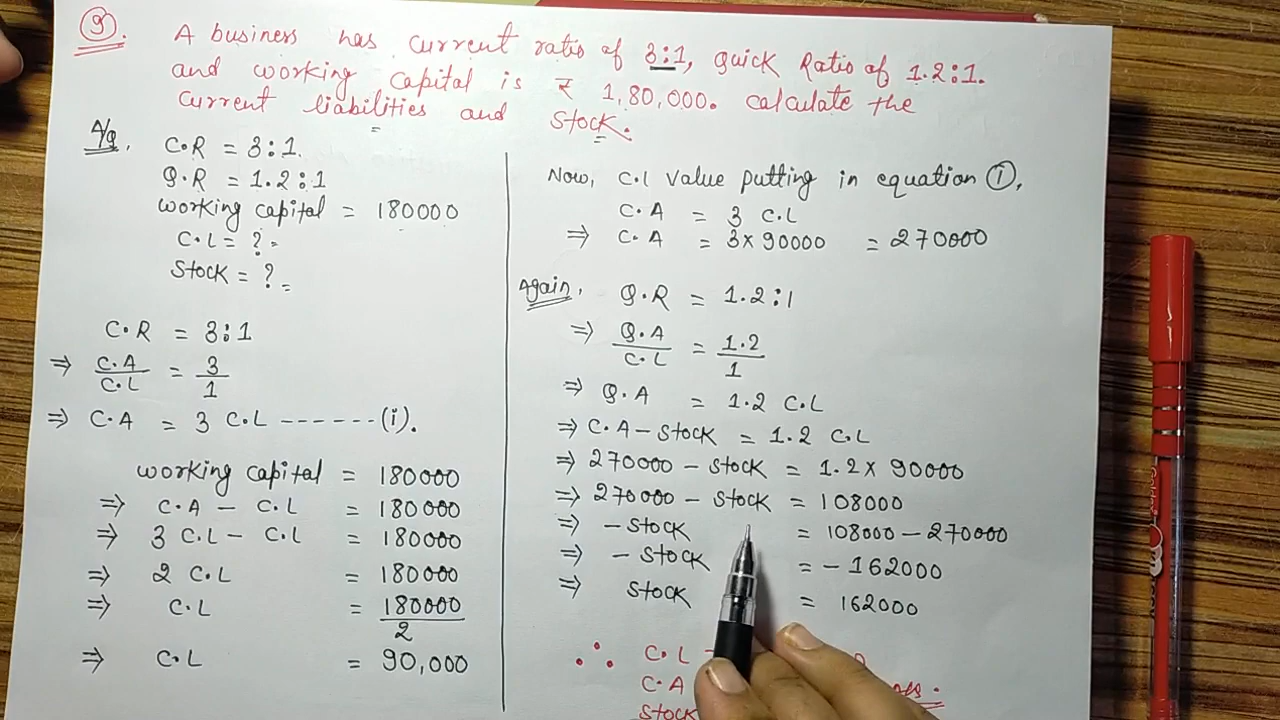 9. A business has current ratio of 3:1, Quick Ratio of 1.2:1.
and working capital is ₹ 1,80,000. calculate the
current liabilities and stock.
A/q, C.R = 3:1.
Q.R = 1.2:1
working capital = 180000
C.L = ?
Stock = ?
C.R = 3:1
⇒ C.A / C.L = 3 / 1
⇒ C.A = 3 C.L ------(i).
working capital = 180000
⇒ C.A - C.L = 180000
⇒ 3 C.L - C.L = 180000
⇒ 2 C.L = 180000
⇒ C.L = 180000 / 2
⇒ C.L = 90,000
Now, C.L value putting in equation (i),
C.A = 3 C.L
⇒ C.A = 3x90000 = 270000
Again, Q.R = 1.2:1
⇒ Q.A / C.L = 1.2 / 1
⇒ Q.A = 1.2 C.L
⇒ C.A - Stock = 1.2 C.L
⇒ 270000 - Stock = 1.2 x 90000
⇒ 270000 - Stock = 108000
⇒ - Stock = 108000 - 270000
⇒ - Stock = - 162000
⇒ Stock = 162000
∴ C.L
C.A
Stock